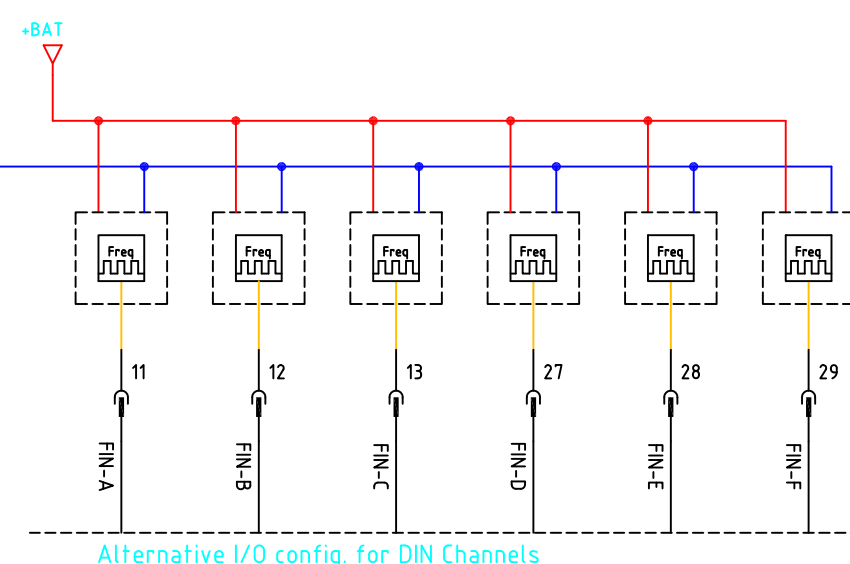 +BAT
Freq Freq Freq Freq Freq Freq
11 12 13 27 28 29
FIN-A FIN-B FIN-C FIN-D FIN-E FIN-F
Alternative I/O config. for DIN Channels